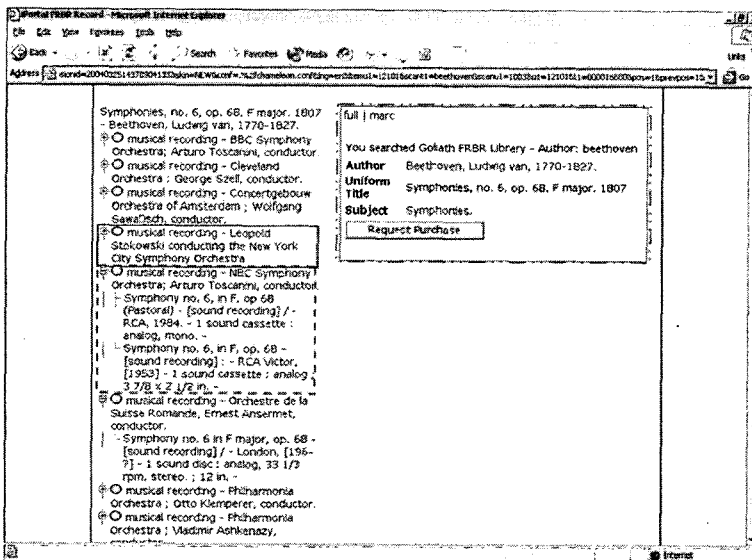 iPortal FRBR Record - Microsoft Internet Explorer
File Edit View Favorites Tools Help
Back Search Favorites Media
Links
Address
Go
Symphonies, no. 6, op. 68, F major. 1807
- Beethoven, Ludwig van, 1770-1827.
musical recording - BBC Symphony
Orchestra; Arturo Toscanini, conductor.
musical recording - Cleveland
Orchestra ; George Szell, conductor.
musical recording - Concertgebouw
Orchestra of Amsterdam ; Wolfgang
conductor.
musical recording - Leopold
Stokowski conducting the New York
City Symphony Orchestra
musical recording - NBC Symphony
Orchestra; Arturo Toscanini, conductor.
Symphony no. 6, in F, op 68
(Pastoral) - [sound recording] / -
RCA, 1984. - 1 sound cassette :
analog, mono. -
Symphony no. 6, in F, op. 68 -
[sound recording] : - RCA Victor,
[1953] - 1 sound cassette : analog ;
3 7/8 x 2 1/2 in. -
musical recording - Orchestre de la
Suisse Romande, Ernest Ansermet,
conductor.
Symphony no. 6 in F major, op. 68 -
[sound recording] / - London, [196-
?] - 1 sound disc : analog, 33 1/3
rpm, stereo. ; 12 in. -
musical recording - Philharmonia
Orchestra ; Otto Klemperer, conductor.
musical recording - Philharmonia
Orchestra ; Vladimir Ashkenazy,
full | marc
You searched Goliath FRBR Library - Author: beethoven
Author Beethoven, Ludwig van, 1770-1827.
Uniform Title Symphonies, no. 6, op. 68, F major. 1807
Subject Symphonies.
Request Purchase
Internet